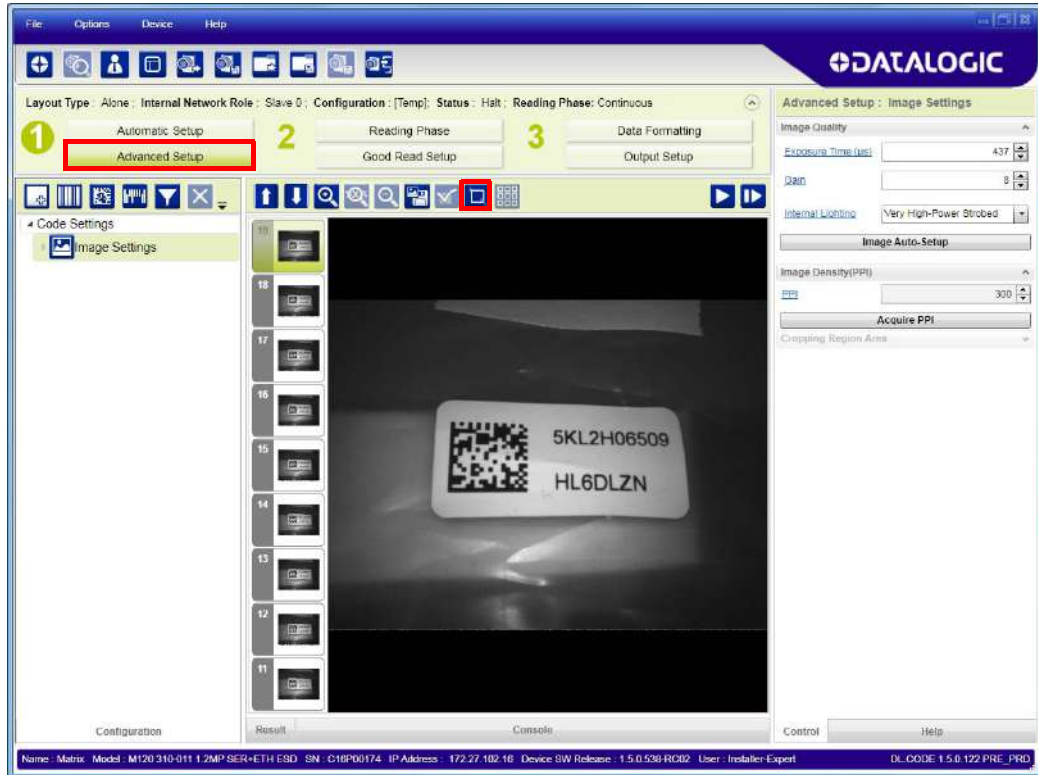 File Options Device Help
DATALOGIC
Layout Type : Alone ; Internal Network Role : Slave 0 ; Configuration : [Temp]; Status : Halt ; Reading Phase: Continuous
1 Automatic Setup 2 Reading Phase 3 Data Formatting
Advanced Setup Good Read Setup Output Setup
Advanced Setup : Image Settings
Image Quality
Exposure Time (µs) 437
Gain 8
Internal Lighting Very High-Power Strobed
Image Auto-Setup
Image Density(PPI)
PPI 300
Acquire PPI
Cropping Region Area
Code Settings
Image Settings
19
18
17
16
15
14
13
12
11
5KL2H06509
HL6DLZN
Configuration Result Console Control Help
Name : Matrix Model : M120 310-011 1.2MP SER+ETH ESD SN : C16P00174 IP Address : 172.27.102.16 Device SW Release : 1.5.0.538-RC02 User : Installer-Expert DL.CODE 1.5.0.122 PRE_PRD